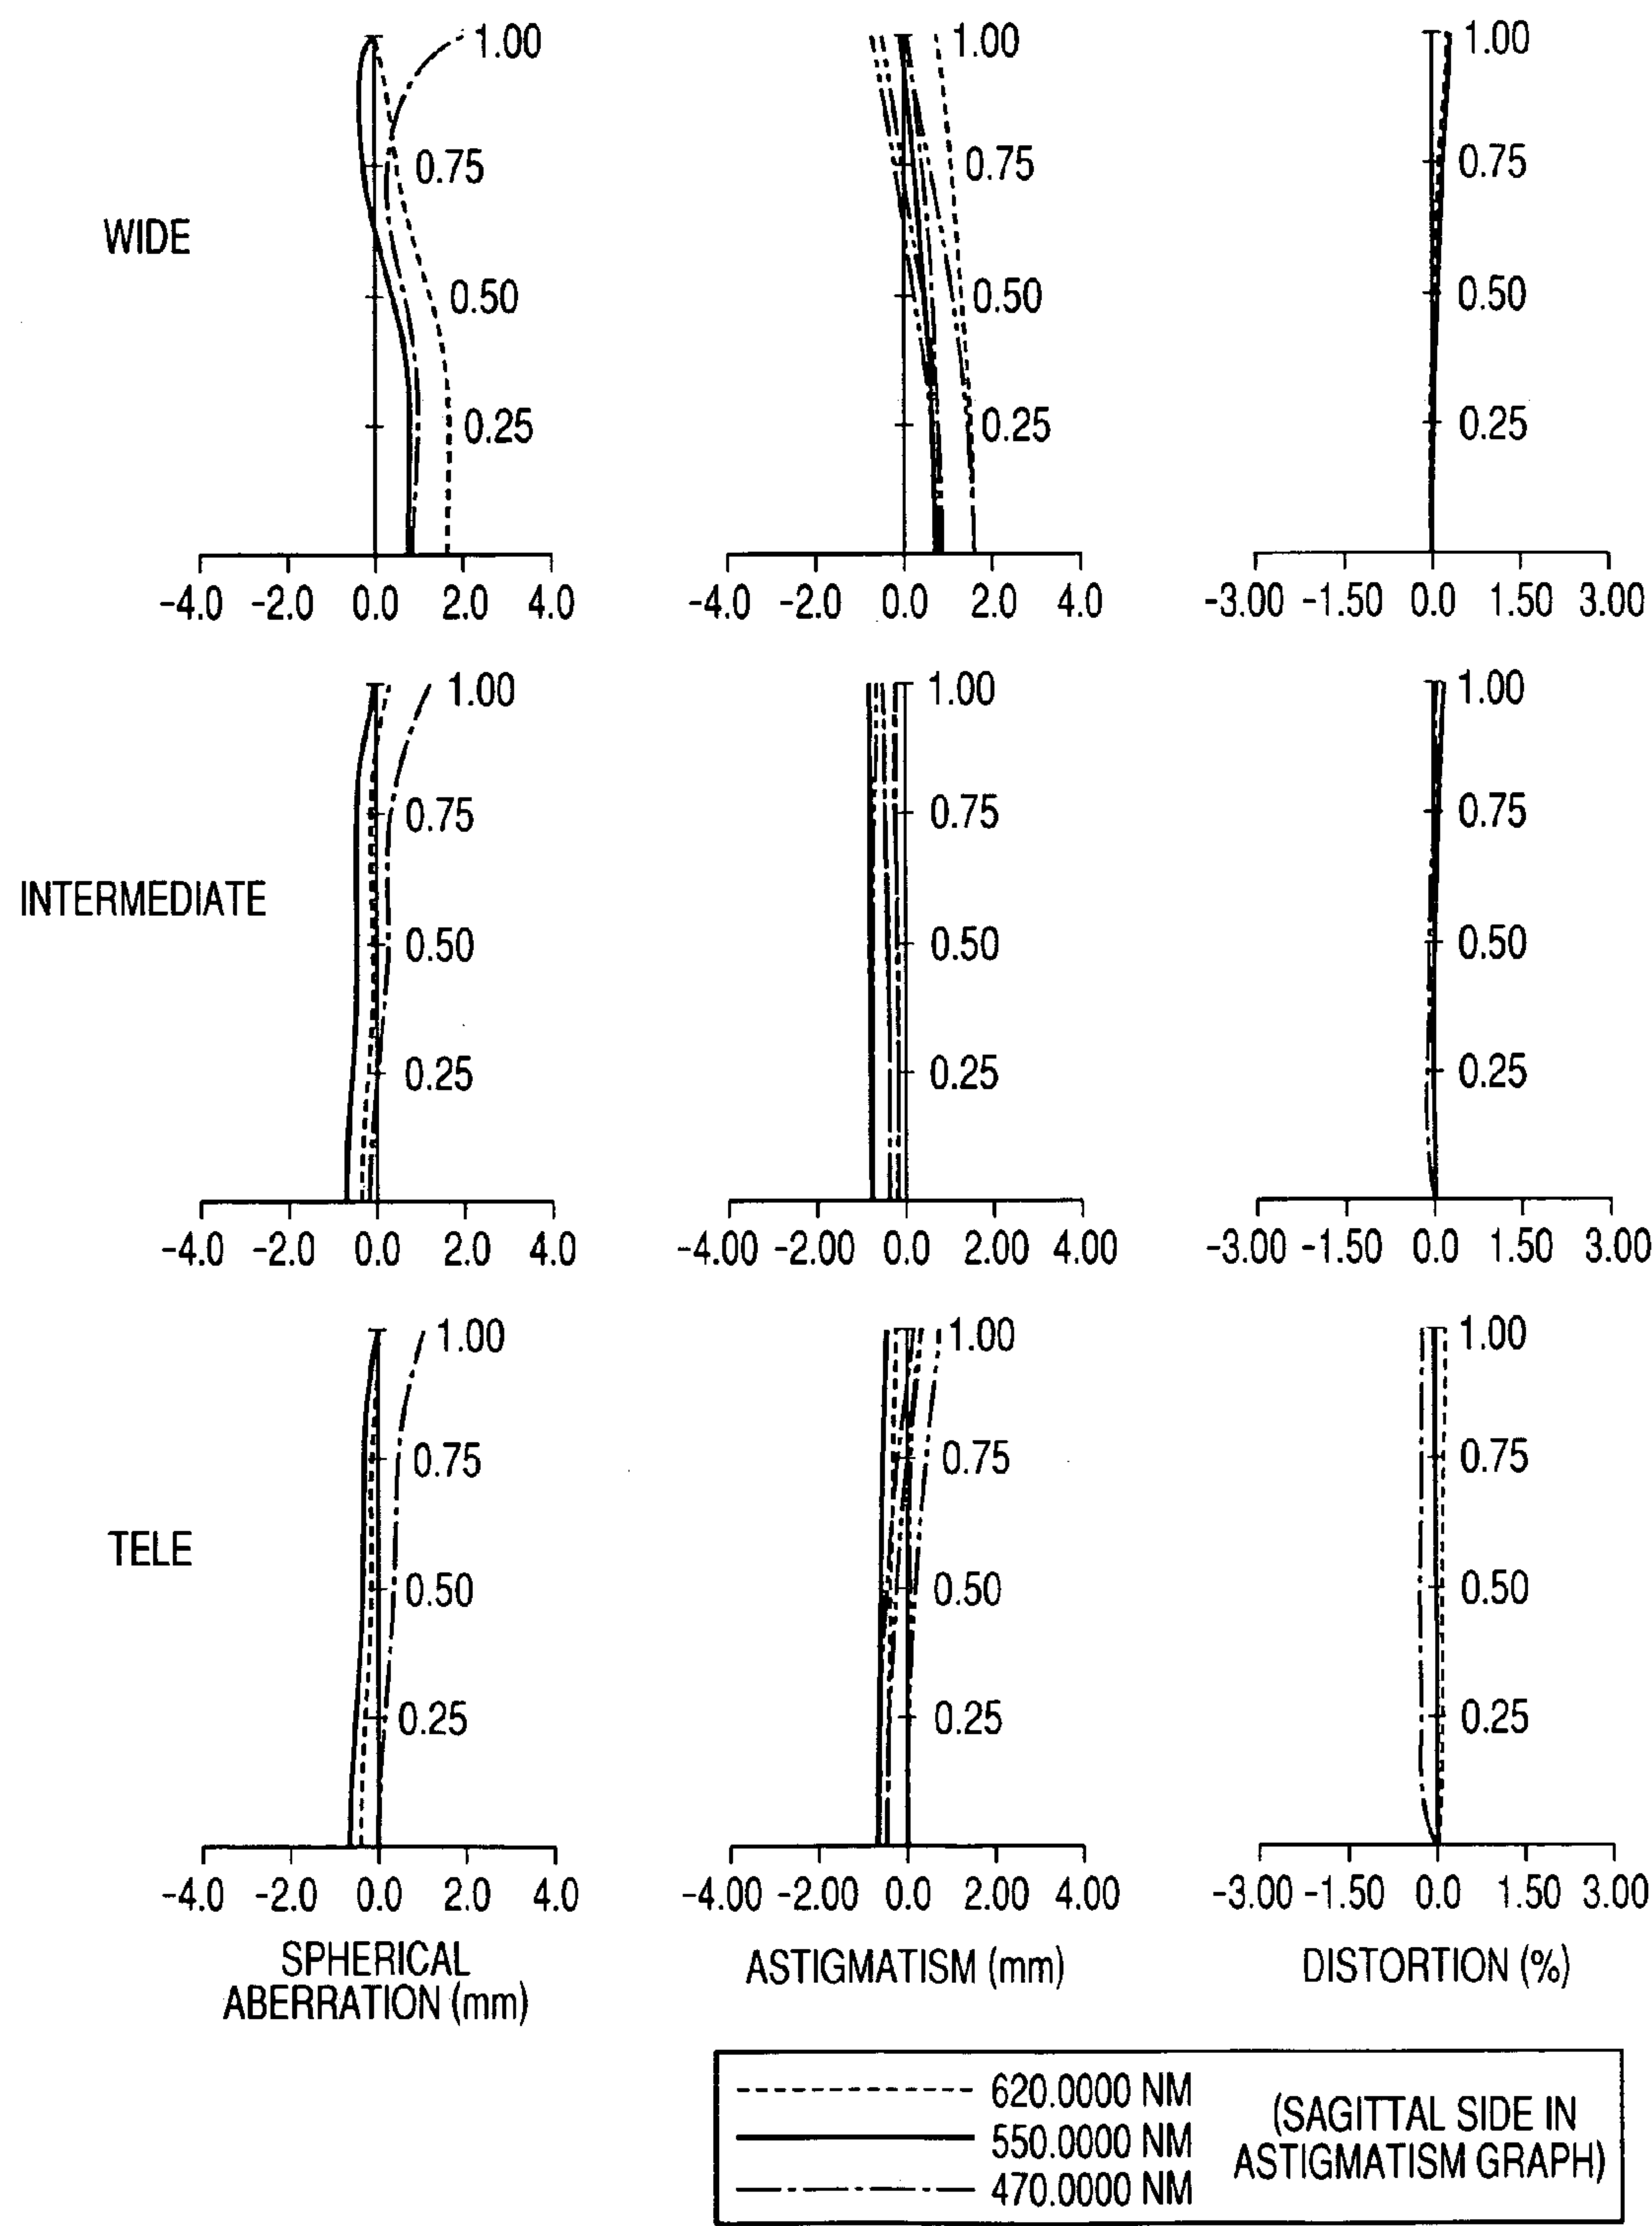 WIDE
1.00
0.75
0.50
0.25
-4.0 -2.0 0.0 2.0 4.0
1.00
0.75
0.50
0.25
-4.0 -2.0 0.0 2.0 4.0
1.00
0.75
0.50
0.25
-3.00 -1.50 0.0 1.50 3.00
INTERMEDIATE
1.00
0.75
0.50
0.25
-4.0 -2.0 0.0 2.0 4.0
1.00
0.75
0.50
0.25
-4.00 -2.00 0.0 2.00 4.00
1.00
0.75
0.50
0.25
-3.00 -1.50 0.0 1.50 3.00
TELE
1.00
0.75
0.50
0.25
-4.0 -2.0 0.0 2.0 4.0
1.00
0.75
0.50
0.25
-4.00 -2.00 0.0 2.00 4.00
1.00
0.75
0.50
0.25
-3.00 -1.50 0.0 1.50 3.00
SPHERICAL
ABERRATION (mm)
ASTIGMATISM (mm)
DISTORTION (%)
620.0000 NM
550.0000 NM
470.0000 NM
(SAGITTAL SIDE IN
ASTIGMATISM GRAPH)